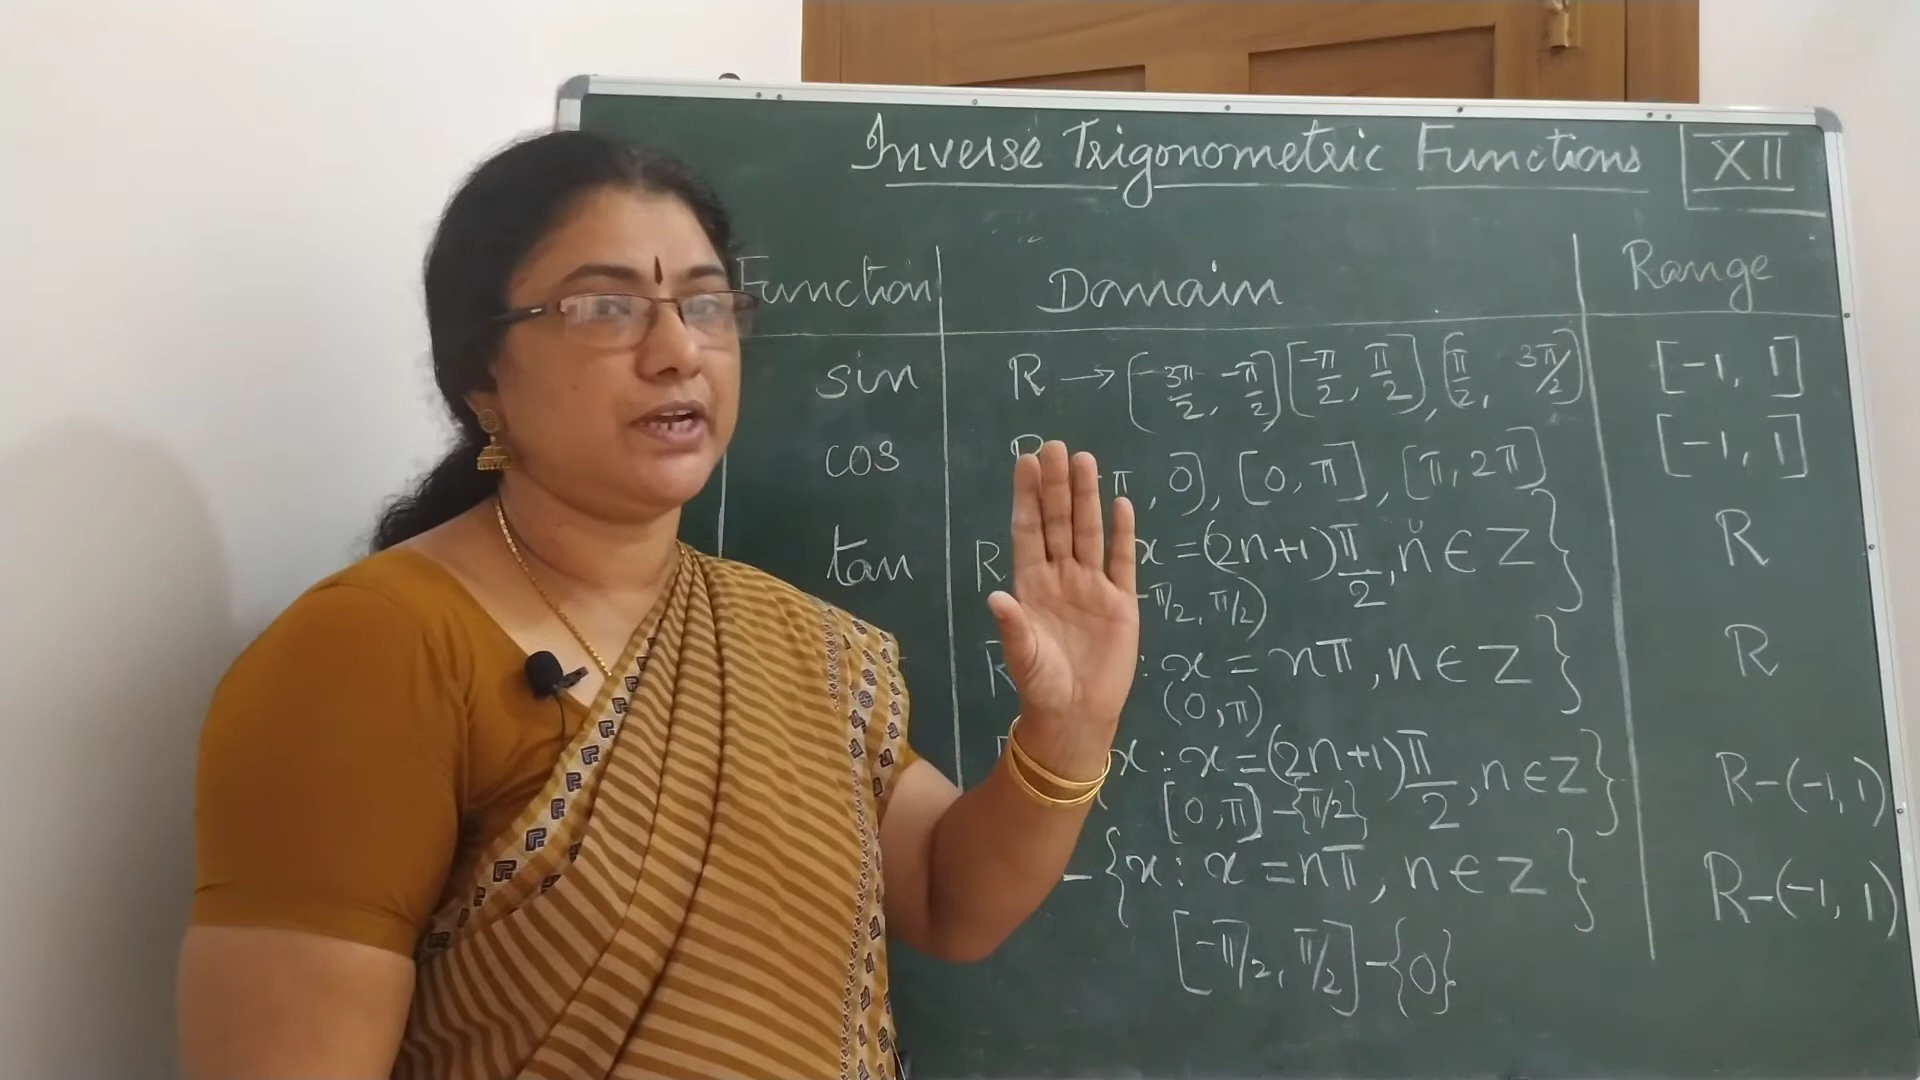 Inverse Trigonometric Functions XII
Function Domain Range
sin R → [-3π/2, -π/2] [-π/2, π/2], [π/2, 3π/2] [-1, 1]
cos R [-1, 1]
π, 0], [0, π], [π, 2π]
tan R x = (2n+1)π/2, n ∈ Z} R
-π/2, π/2)
R : x = nπ, n ∈ Z} R
(0, π)
x : x = (2n+1)π/2, n ∈ Z} R-(-1, 1)
[0, π] - {π/2}
-{x : x = nπ, n ∈ Z} R-(-1, 1)
[-π/2, π/2] - {0}